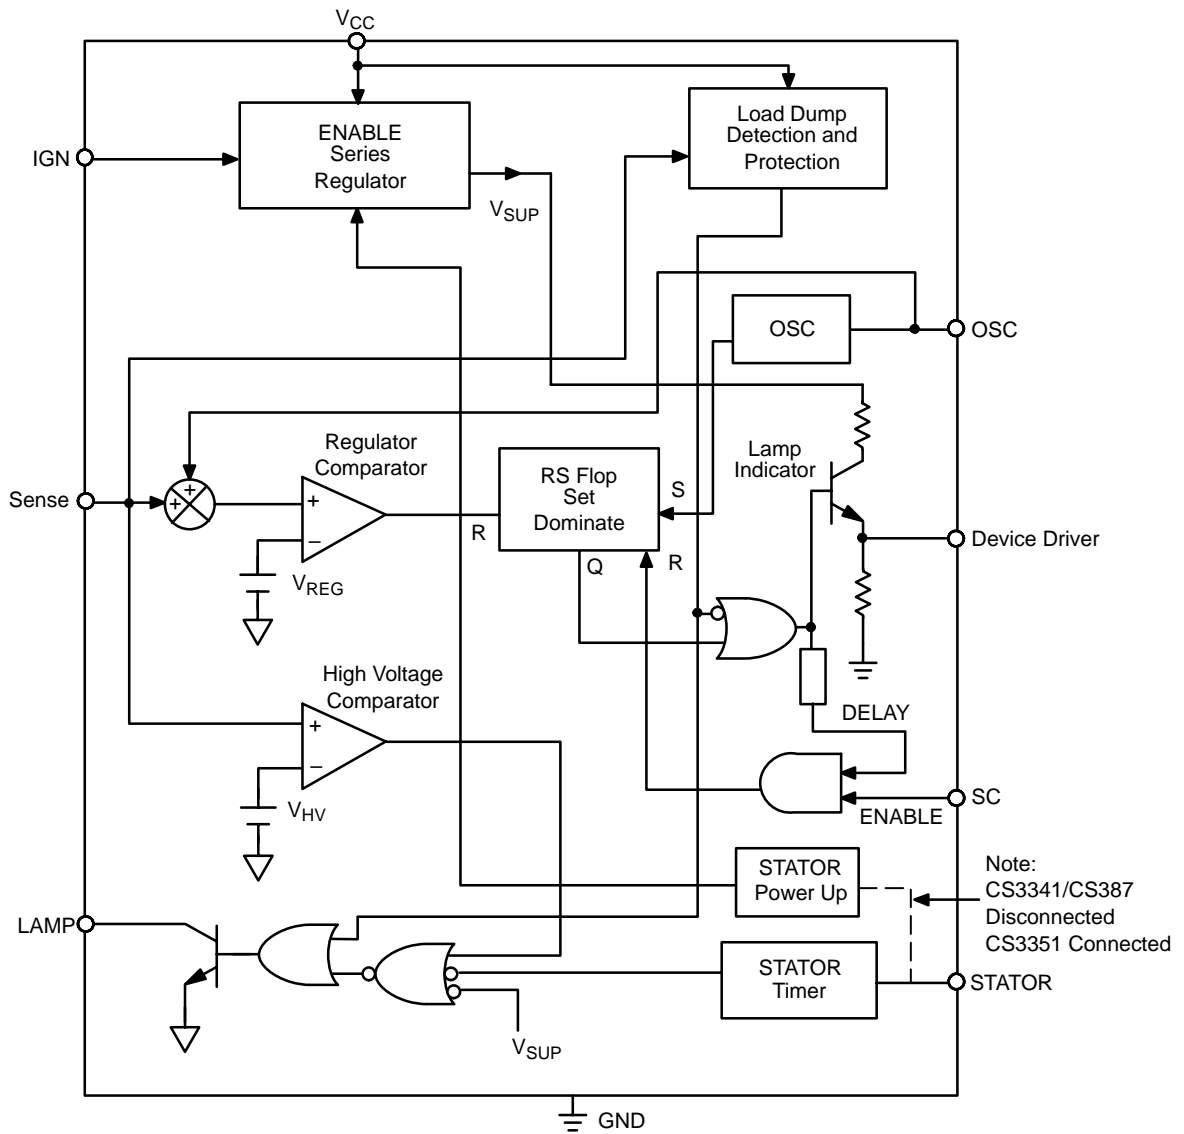 VCC
IGN
ENABLE
Series
Regulator
VSUP
Load Dump
Detection and
Protection
OSC
OSC
Regulator
Comparator
Sense
+
+
+
–
VREG
R
RS Flop
Set
Dominate
S
R
Q
Lamp
Indicator
Device Driver
High Voltage
Comparator
+
–
VHV
DELAY
ENABLE
SC
STATOR
Power Up
Note:
CS3341/CS387
Disconnected
CS3351 Connected
LAMP
STATOR
Timer
STATOR
VSUP
GND